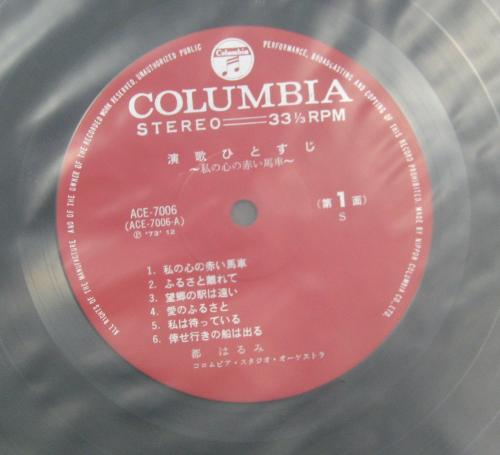 Columbia
COLUMBIA
STEREO 33⅓ RPM
演歌ひとすじ
〜私の心の赤い馬車〜
ACE-7006
(ACE-7006-A)
Ⓟ '73' 12
(第1面)
S
1. 私の心の赤い馬車
2. ふるさと離れて
3. 望郷の駅は遠い
4. 愛のふるさと
5. 私は待っている
6. 倖せ行きの船は出る
都 はるみ
コロムビア・スタジオ・オーケストラ
ALL RIGHTS OF THE MANUFACTURE AND OF THE OWNER OF THE RECORDED WORK RESERVED. UNAUTHORIZED PUBLIC PERFORMANCE, BROADCASTING AND COPYING OF THIS RECORD PROHIBITED. MADE BY NIPPON COLUMBIA CO., LTD.